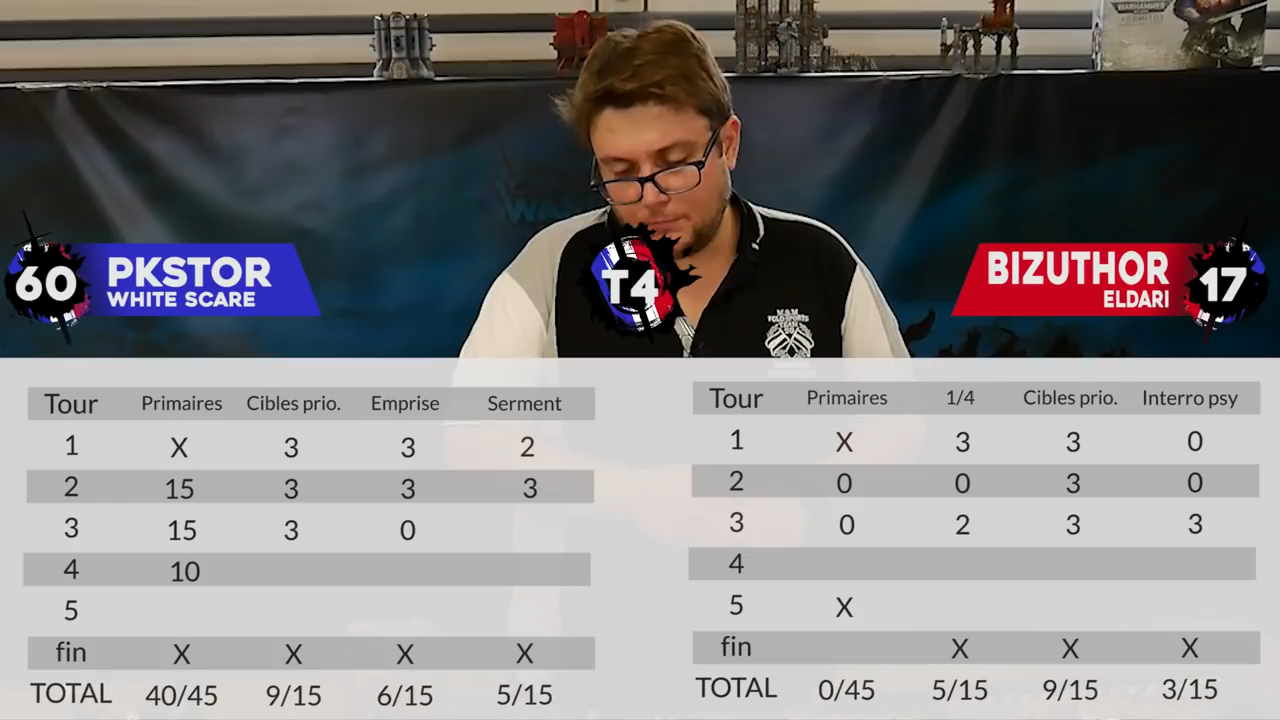 WARHAMMER
60 PKSTOR
WHITE SCARE
T4
BIZUTHOR 17
ELDARI
Tour Primaires Cibles prio. Emprise Serment
1 X 3 3 2
2 15 3 3 3
3 15 3 0
4 10
5
fin X X X X
TOTAL 40/45 9/15 6/15 5/15
Tour Primaires 1/4 Cibles prio. Interro psy
1 X 3 3 0
2 0 0 3 0
3 0 2 3 3
4
5 X
fin X X X
TOTAL 0/45 5/15 9/15 3/15